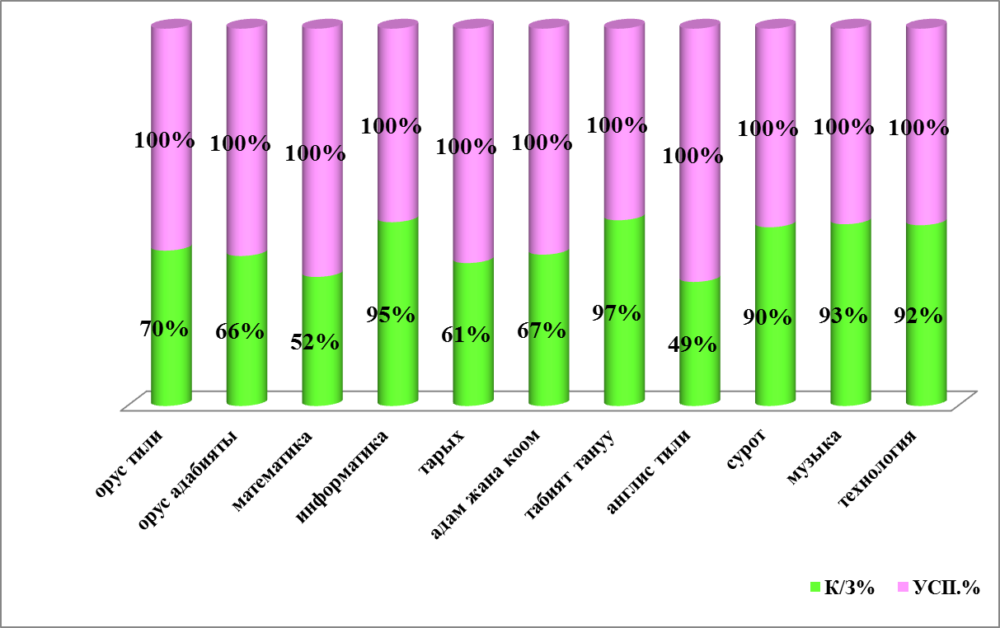 100% 100% 100% 100% 100% 100% 100% 100% 100% 100% 100%
70% 66% 52% 95% 61% 67% 97% 49% 90% 93% 92%
орус тили
орус адабияты
математика
информатика
тарых
адам жана коом
табият тануу
англис тили
сурот
музыка
технология
К/З% УСП.%